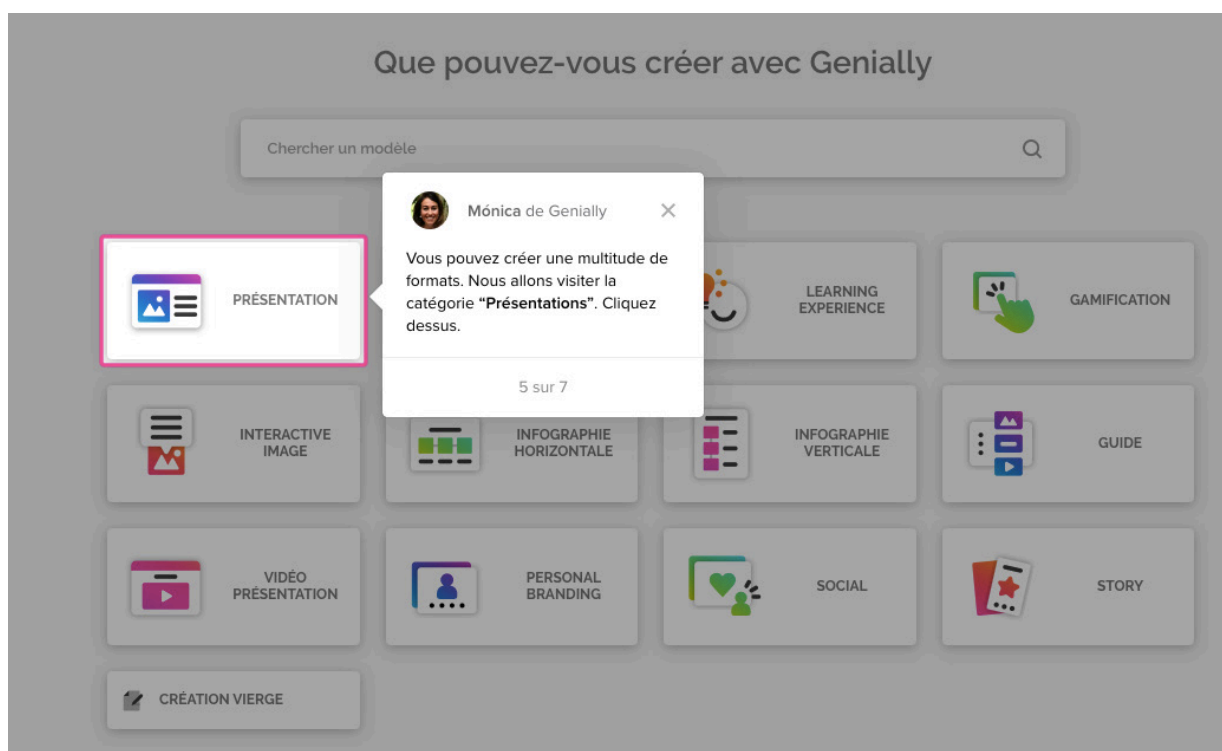 Que pouvez-vous créer avec Genially
Chercher un modèle
Mónica de Genially
Vous pouvez créer une multitude de
formats. Nous allons visiter la
catégorie “Présentations”. Cliquez
dessus.
5 sur 7
PRÉSENTATION
LEARNING
EXPERIENCE
GAMIFICATION
INTERACTIVE
IMAGE
INFOGRAPHIE
HORIZONTALE
INFOGRAPHIE
VERTICALE
GUIDE
VIDÉO
PRÉSENTATION
PERSONAL
BRANDING
SOCIAL
STORY
CRÉATION VIERGE